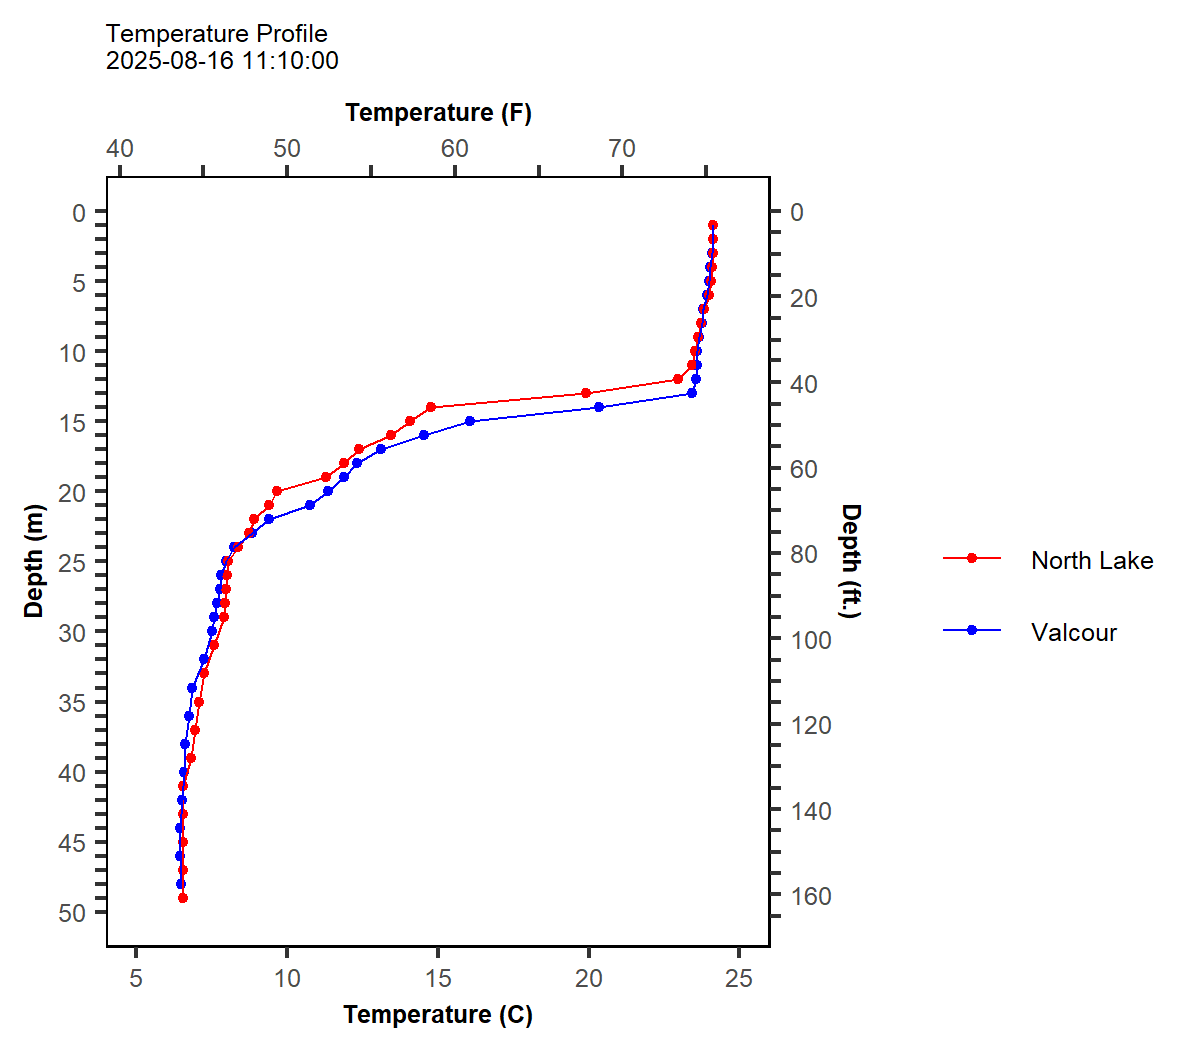 Temperature Profile
2025-08-16 11:10:00
Temperature (F)
40 50 60 70
0
5
10
15
20
25
30
35
40
45
50
Depth (m)
0
20
40
60
80
100
120
140
160
Depth (ft.)
North Lake
Valcour
5 10 15 20 25
Temperature (C)